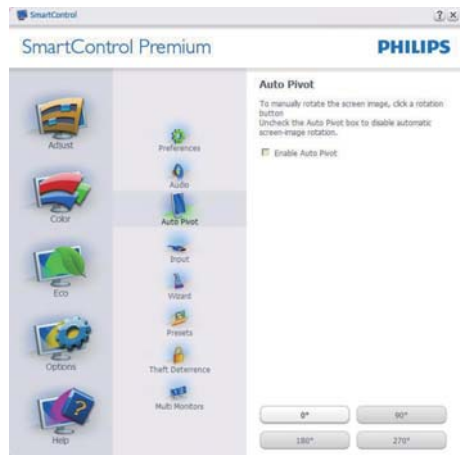 SmartControl
? ×
SmartControl Premium
PHILIPS
Adjust
Color
Eco
Options
Help
Preferences
Audio
Auto Pivot
Input
Wizard
Presets
Theft Deterrence
Multi Monitors
Auto Pivot
To manually rotate the screen image, click a rotation
button
Uncheck the Auto Pivot box to disable automatic
screen-image rotation.
Enable Auto Pivot
0°
90°
180°
270°